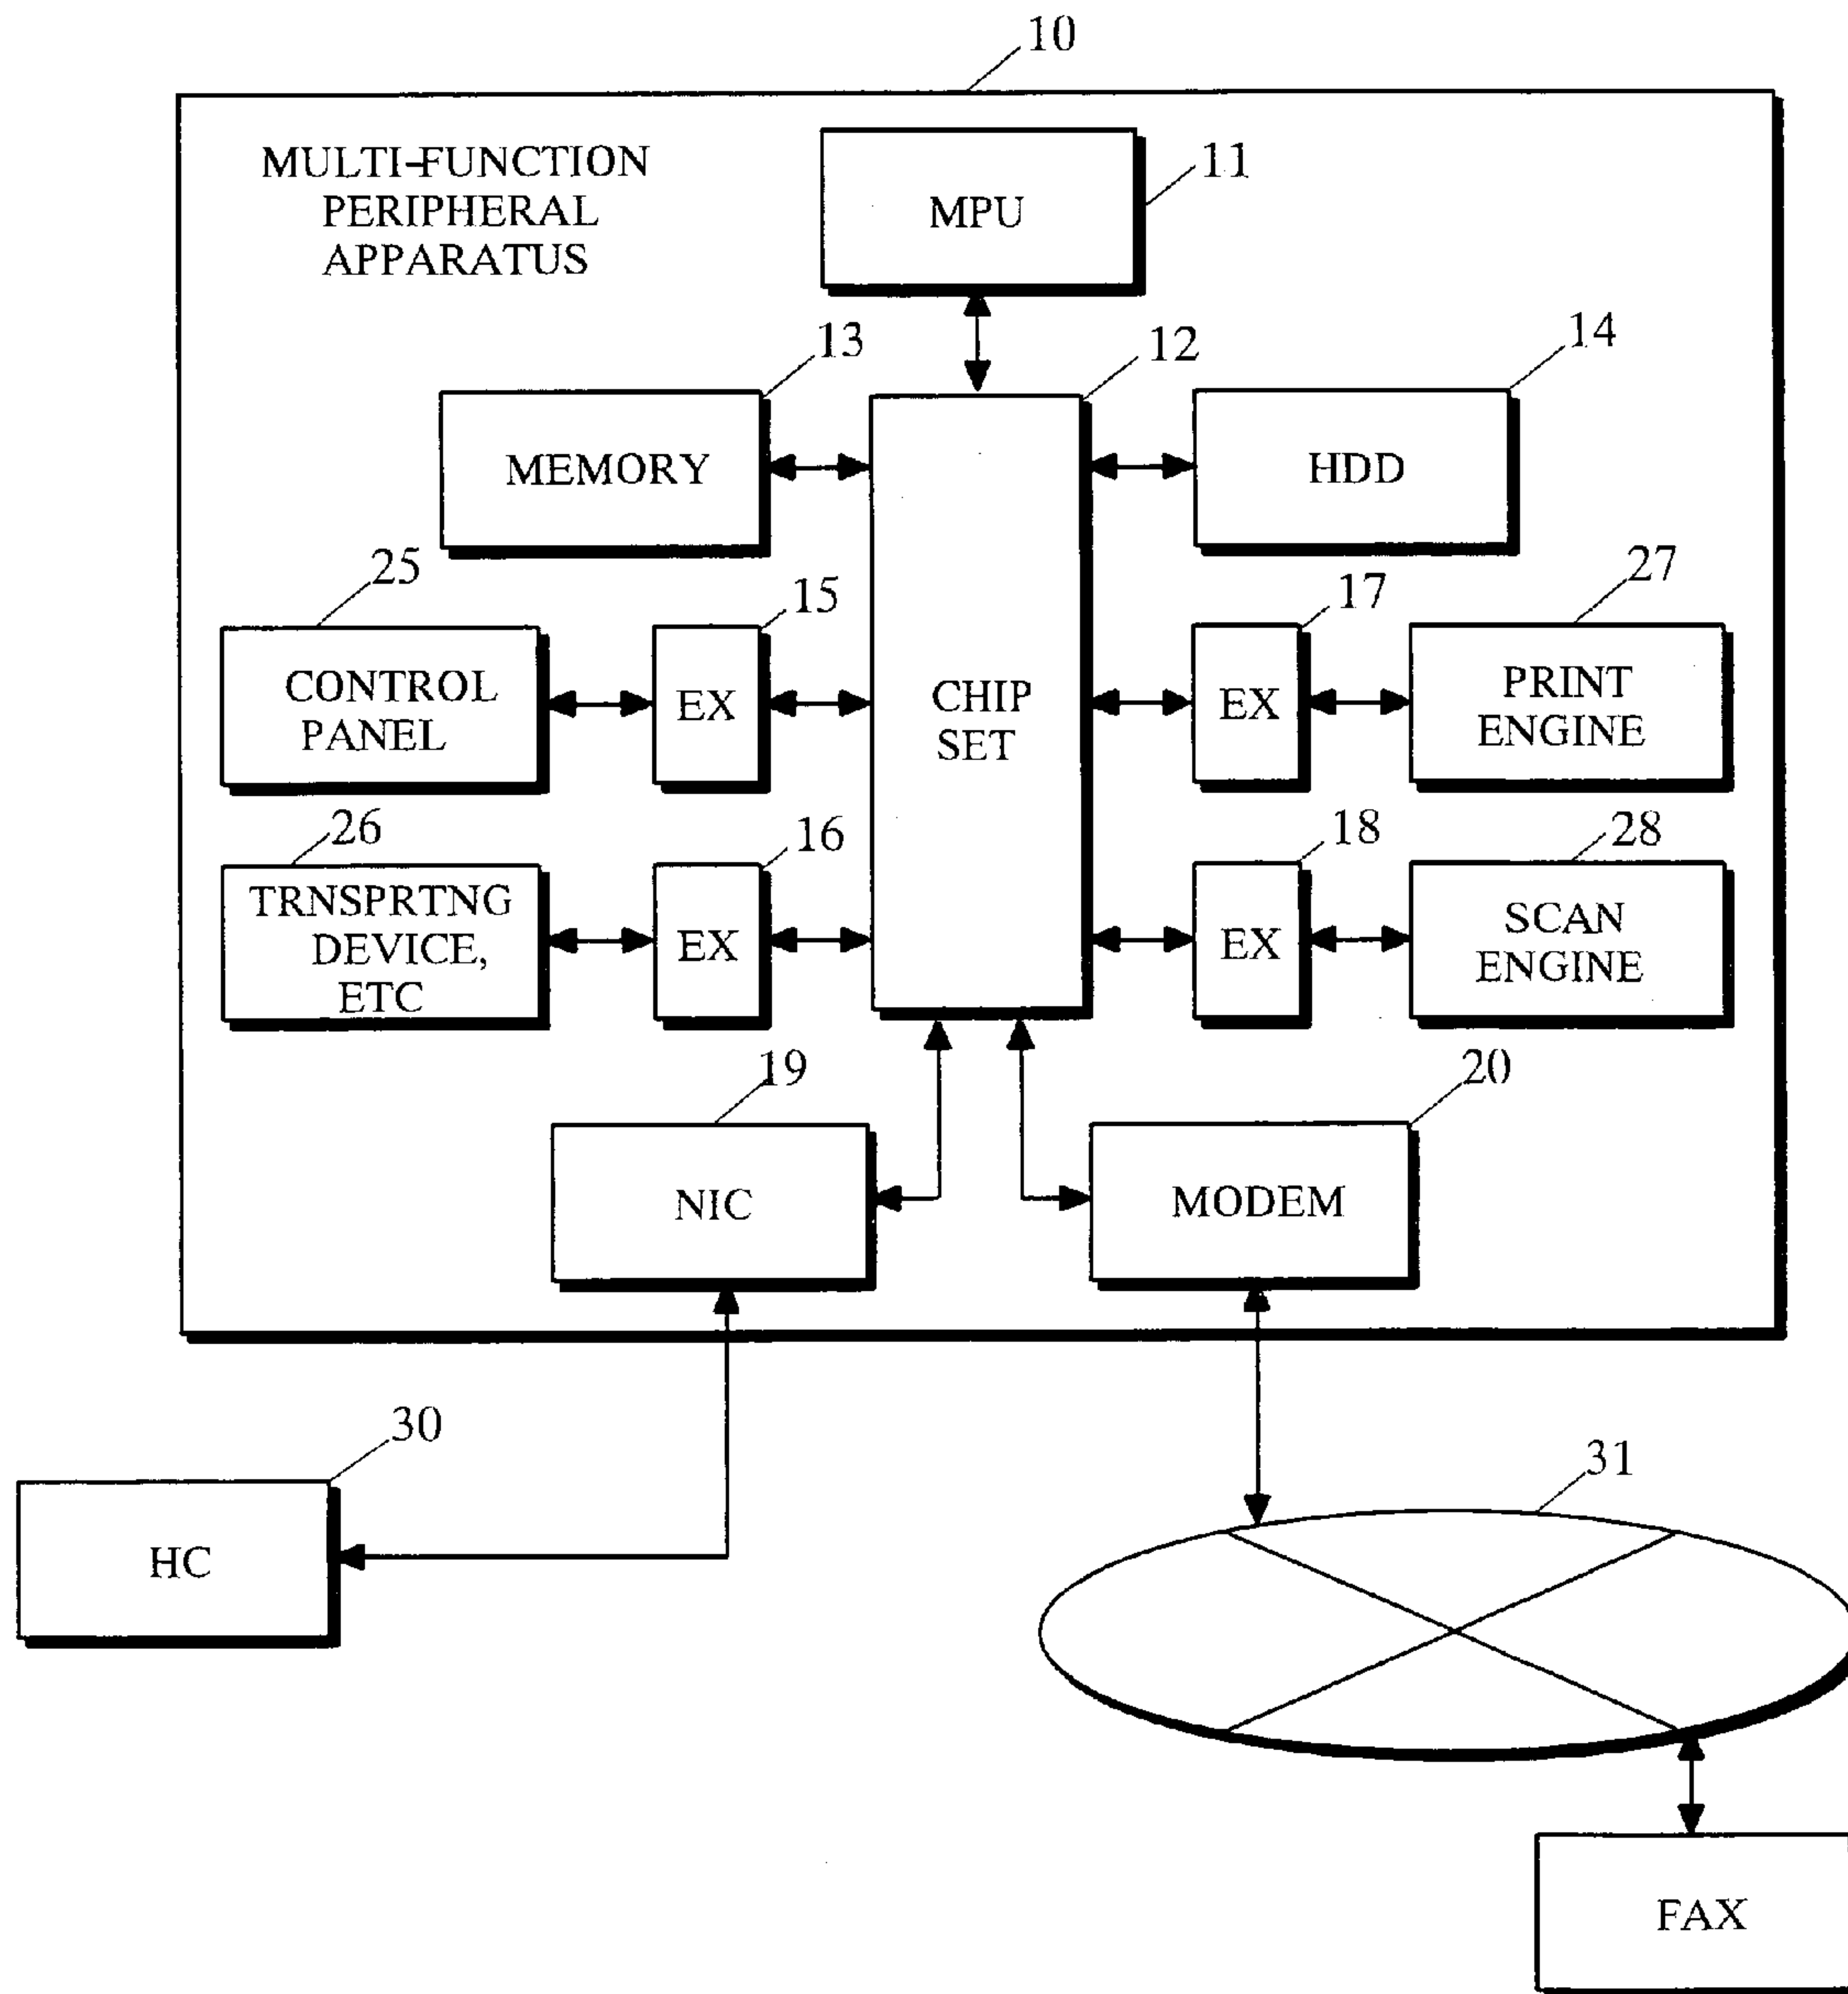 10
MULTI-FUNCTION
PERIPHERAL
APPARATUS
MPU
11
13
12
14
MEMORY
HDD
25
15
17
27
CONTROL
PANEL
EX
CHIP
SET
EX
PRINT
ENGINE
26
16
18
28
TRNSPRTNG
DEVICE,
ETC
EX
EX
SCAN
ENGINE
19
20
NIC
MODEM
30
31
HC
FAX